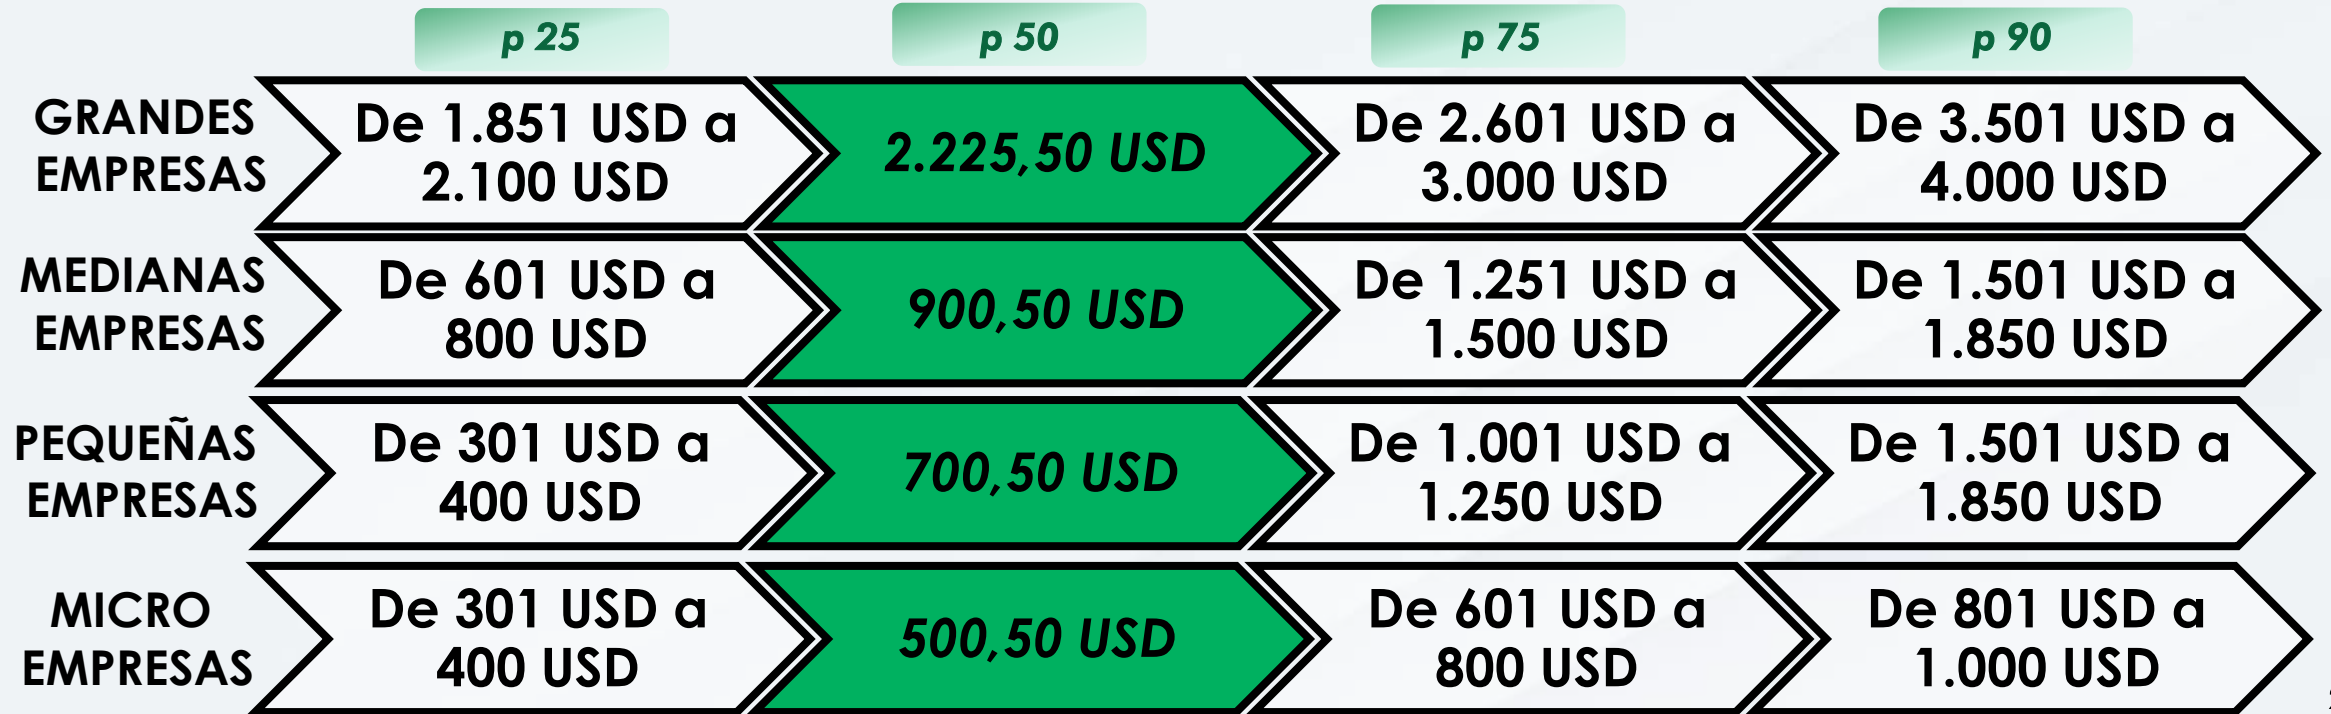 p 25
p 50
p 75
p 90
GRANDES
EMPRESAS
De 1.851 USD a
2.100 USD
2.225,50 USD
De 2.601 USD a
3.000 USD
De 3.501 USD a
4.000 USD
MEDIANAS
EMPRESAS
De 601 USD a
800 USD
900,50 USD
De 1.251 USD a
1.500 USD
De 1.501 USD a
1.850 USD
PEQUEÑAS
EMPRESAS
De 301 USD a
400 USD
700,50 USD
De 1.001 USD a
1.250 USD
De 1.501 USD a
1.850 USD
MICRO
EMPRESAS
De 301 USD a
400 USD
500,50 USD
De 601 USD a
800 USD
De 801 USD a
1.000 USD